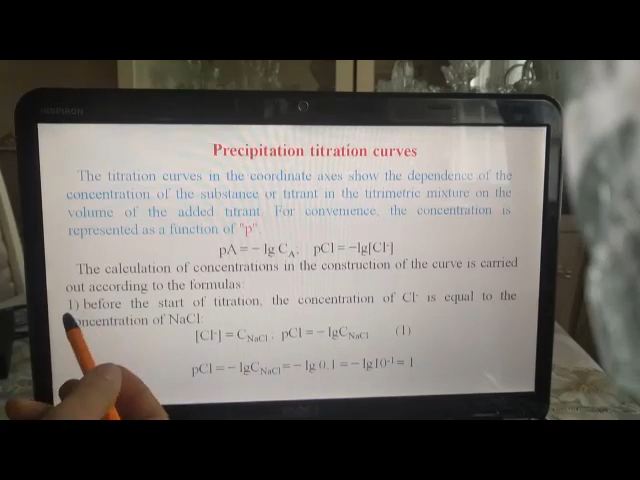 INSPIRON
Precipitation titration curves
The titration curves in the coordinate axes show the dependence of the
concentration of the substance or titrant in the titrimetric mixture on the
volume of the added titrant. For convenience, the concentration is
represented as a function of "p".
pA = − lg C_A; pCl = −lg[Cl⁻]
The calculation of concentrations in the construction of the curve is carried
out according to the formulas:
1) before the start of titration, the concentration of Cl⁻ is equal to the
concentration of NaCl:
[Cl⁻] = C_NaCl . pCl = − lgC_NaCl (1)
pCl = − lgC_NaCl = − lg 0.1 = − lg10⁻¹ = 1